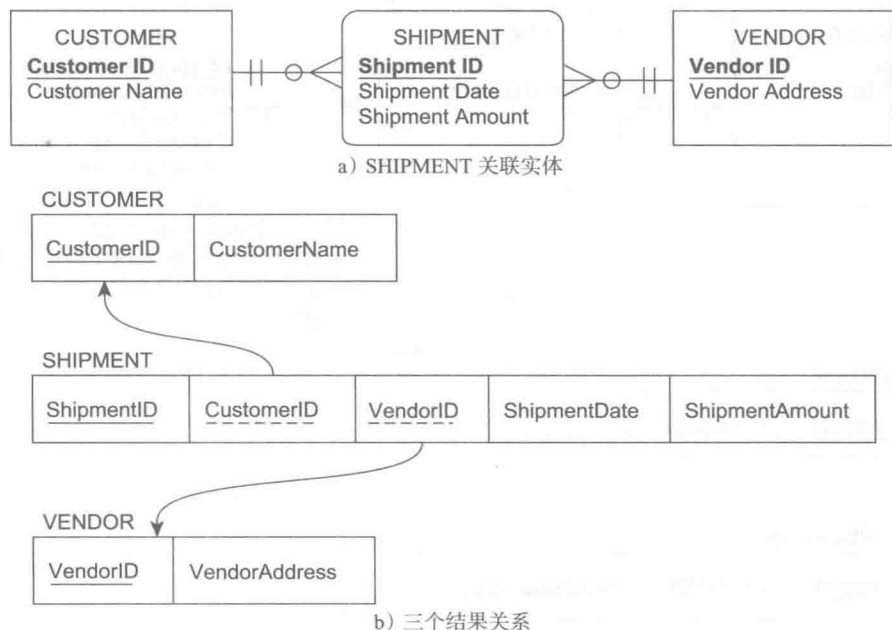 CUSTOMER
Customer ID
Customer Name
SHIPMENT
Shipment ID
Shipment Date
Shipment Amount
VENDOR
Vendor ID
Vendor Address
a）SHIPMENT 关联实体
CUSTOMER
CustomerID CustomerName
SHIPMENT
ShipmentID CustomerID VendorID ShipmentDate ShipmentAmount
VENDOR
VendorID VendorAddress
b）三个结果关系